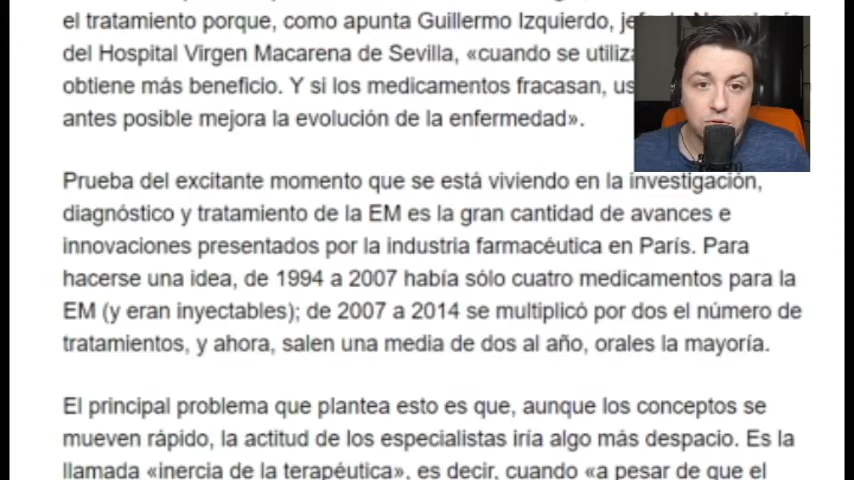 el tratamiento porque, como apunta Guillermo Izquierdo,
del Hospital Virgen Macarena de Sevilla, «cuando se utiliza
obtiene más beneficio. Y si los medicamentos fracasan,
antes posible mejora la evolución de la enfermedad».
Prueba del excitante momento que se está viviendo en la investigación,
diagnóstico y tratamiento de la EM es la gran cantidad de avances e
innovaciones presentados por la industria farmacéutica en París. Para
hacerse una idea, de 1994 a 2007 había sólo cuatro medicamentos para la
EM (y eran inyectables); de 2007 a 2014 se multiplicó por dos el número de
tratamientos, y ahora, salen una media de dos al año, orales la mayoría.
El principal problema que plantea esto es que, aunque los conceptos se
mueven rápido, la actitud de los especialistas iría algo más despacio. Es la
llamada «inercia de la terapéutica», es decir, cuando «a pesar de que el